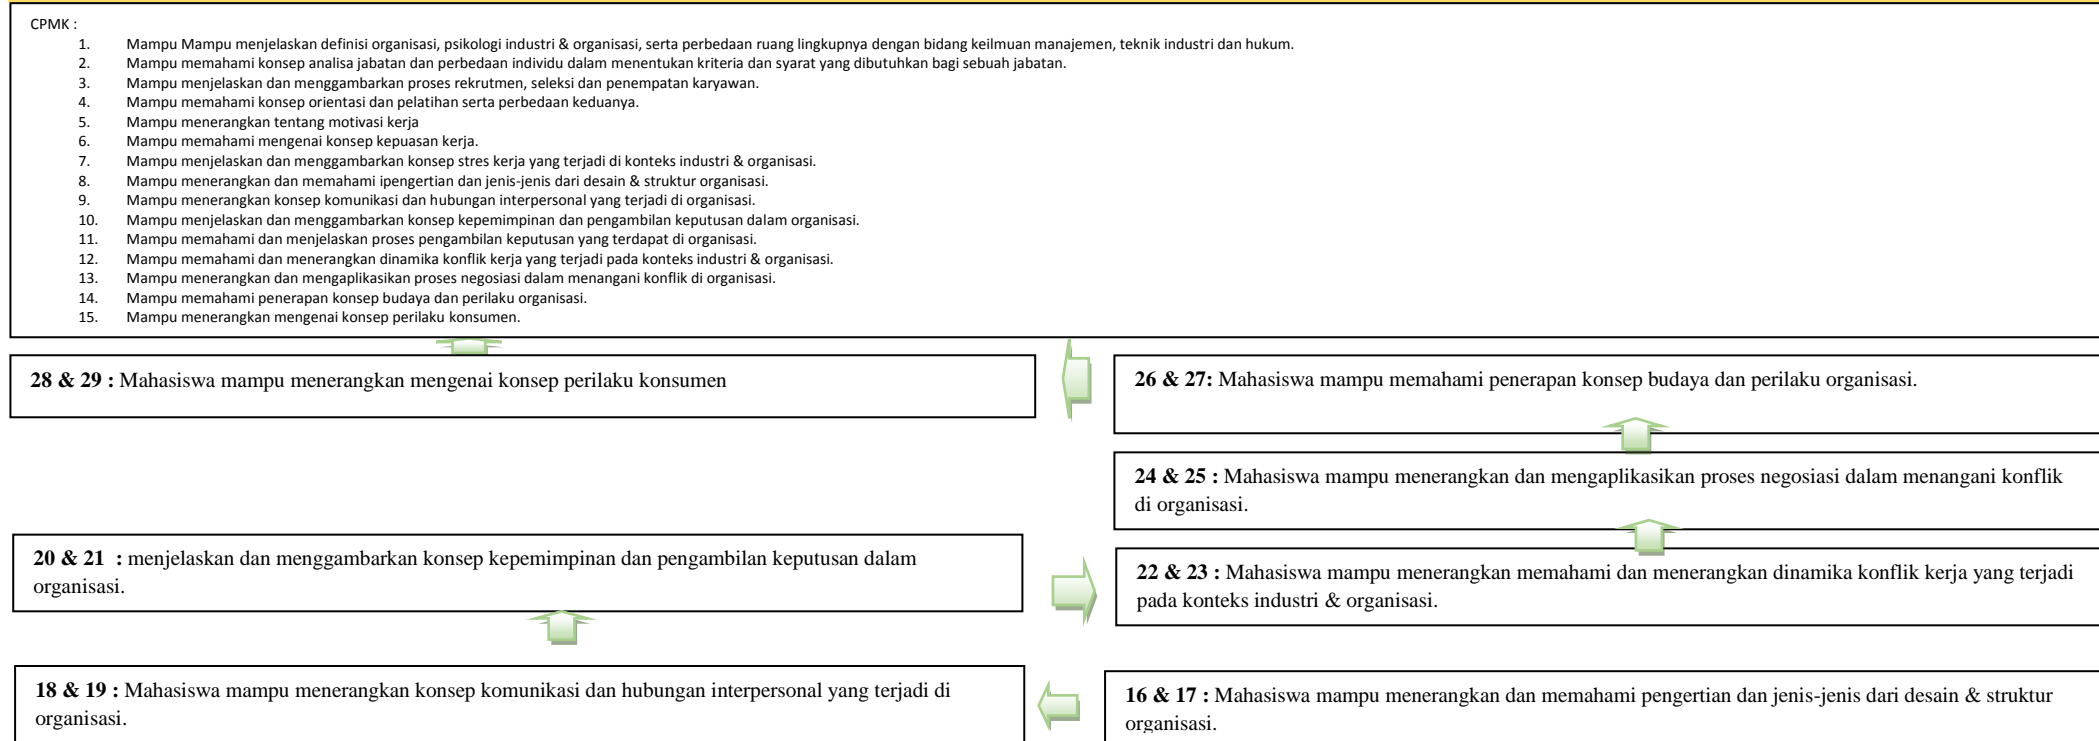 CPMK :
1. Mampu Mampu menjelaskan definisi organisasi, psikologi industri & organisasi, serta perbedaan ruang lingkupnya dengan bidang keilmuan manajemen, teknik industri dan hukum.
2. Mampu memahami konsep analisa jabatan dan perbedaan individu dalam menentukan kriteria dan syarat yang dibutuhkan bagi sebuah jabatan.
3. Mampu menjelaskan dan menggambarkan proses rekrutmen, seleksi dan penempatan karyawan.
4. Mampu memahami konsep orientasi dan pelatihan serta perbedaan keduanya.
5. Mampu menerangkan tentang motivasi kerja
6. Mampu memahami mengenai konsep kepuasan kerja.
7. Mampu menjelaskan dan menggambarkan konsep stres kerja yang terjadi di konteks industri & organisasi.
8. Mampu menerangkan dan memahami ipengertian dan jenis-jenis dari desain & struktur organisasi.
9. Mampu menerangkan konsep komunikasi dan hubungan interpersonal yang terjadi di organisasi.
10. Mampu menjelaskan dan menggambarkan konsep kepemimpinan dan pengambilan keputusan dalam organisasi.
11. Mampu memahami dan menjelaskan proses pengambilan keputusan yang terdapat di organisasi.
12. Mampu memahami dan menerangkan dinamika konflik kerja yang terjadi pada konteks industri & organisasi.
13. Mampu menerangkan dan mengaplikasikan proses negosiasi dalam menangani konflik di organisasi.
14. Mampu memahami penerapan konsep budaya dan perilaku organisasi.
15. Mampu menerangkan mengenai konsep perilaku konsumen.
28 & 29 : Mahasiswa mampu menerangkan mengenai konsep perilaku konsumen
26 & 27: Mahasiswa mampu memahami penerapan konsep budaya dan perilaku organisasi.
24 & 25 : Mahasiswa mampu menerangkan dan mengaplikasikan proses negosiasi dalam menangani konflik
di organisasi.
20 & 21 : menjelaskan dan menggambarkan konsep kepemimpinan dan pengambilan keputusan dalam
organisasi.
22 & 23 : Mahasiswa mampu menerangkan memahami dan menerangkan dinamika konflik kerja yang terjadi
pada konteks industri & organisasi.
18 & 19 : Mahasiswa mampu menerangkan konsep komunikasi dan hubungan interpersonal yang terjadi di
organisasi.
16 & 17 : Mahasiswa mampu menerangkan dan memahami pengertian dan jenis-jenis dari desain & struktur
organisasi.